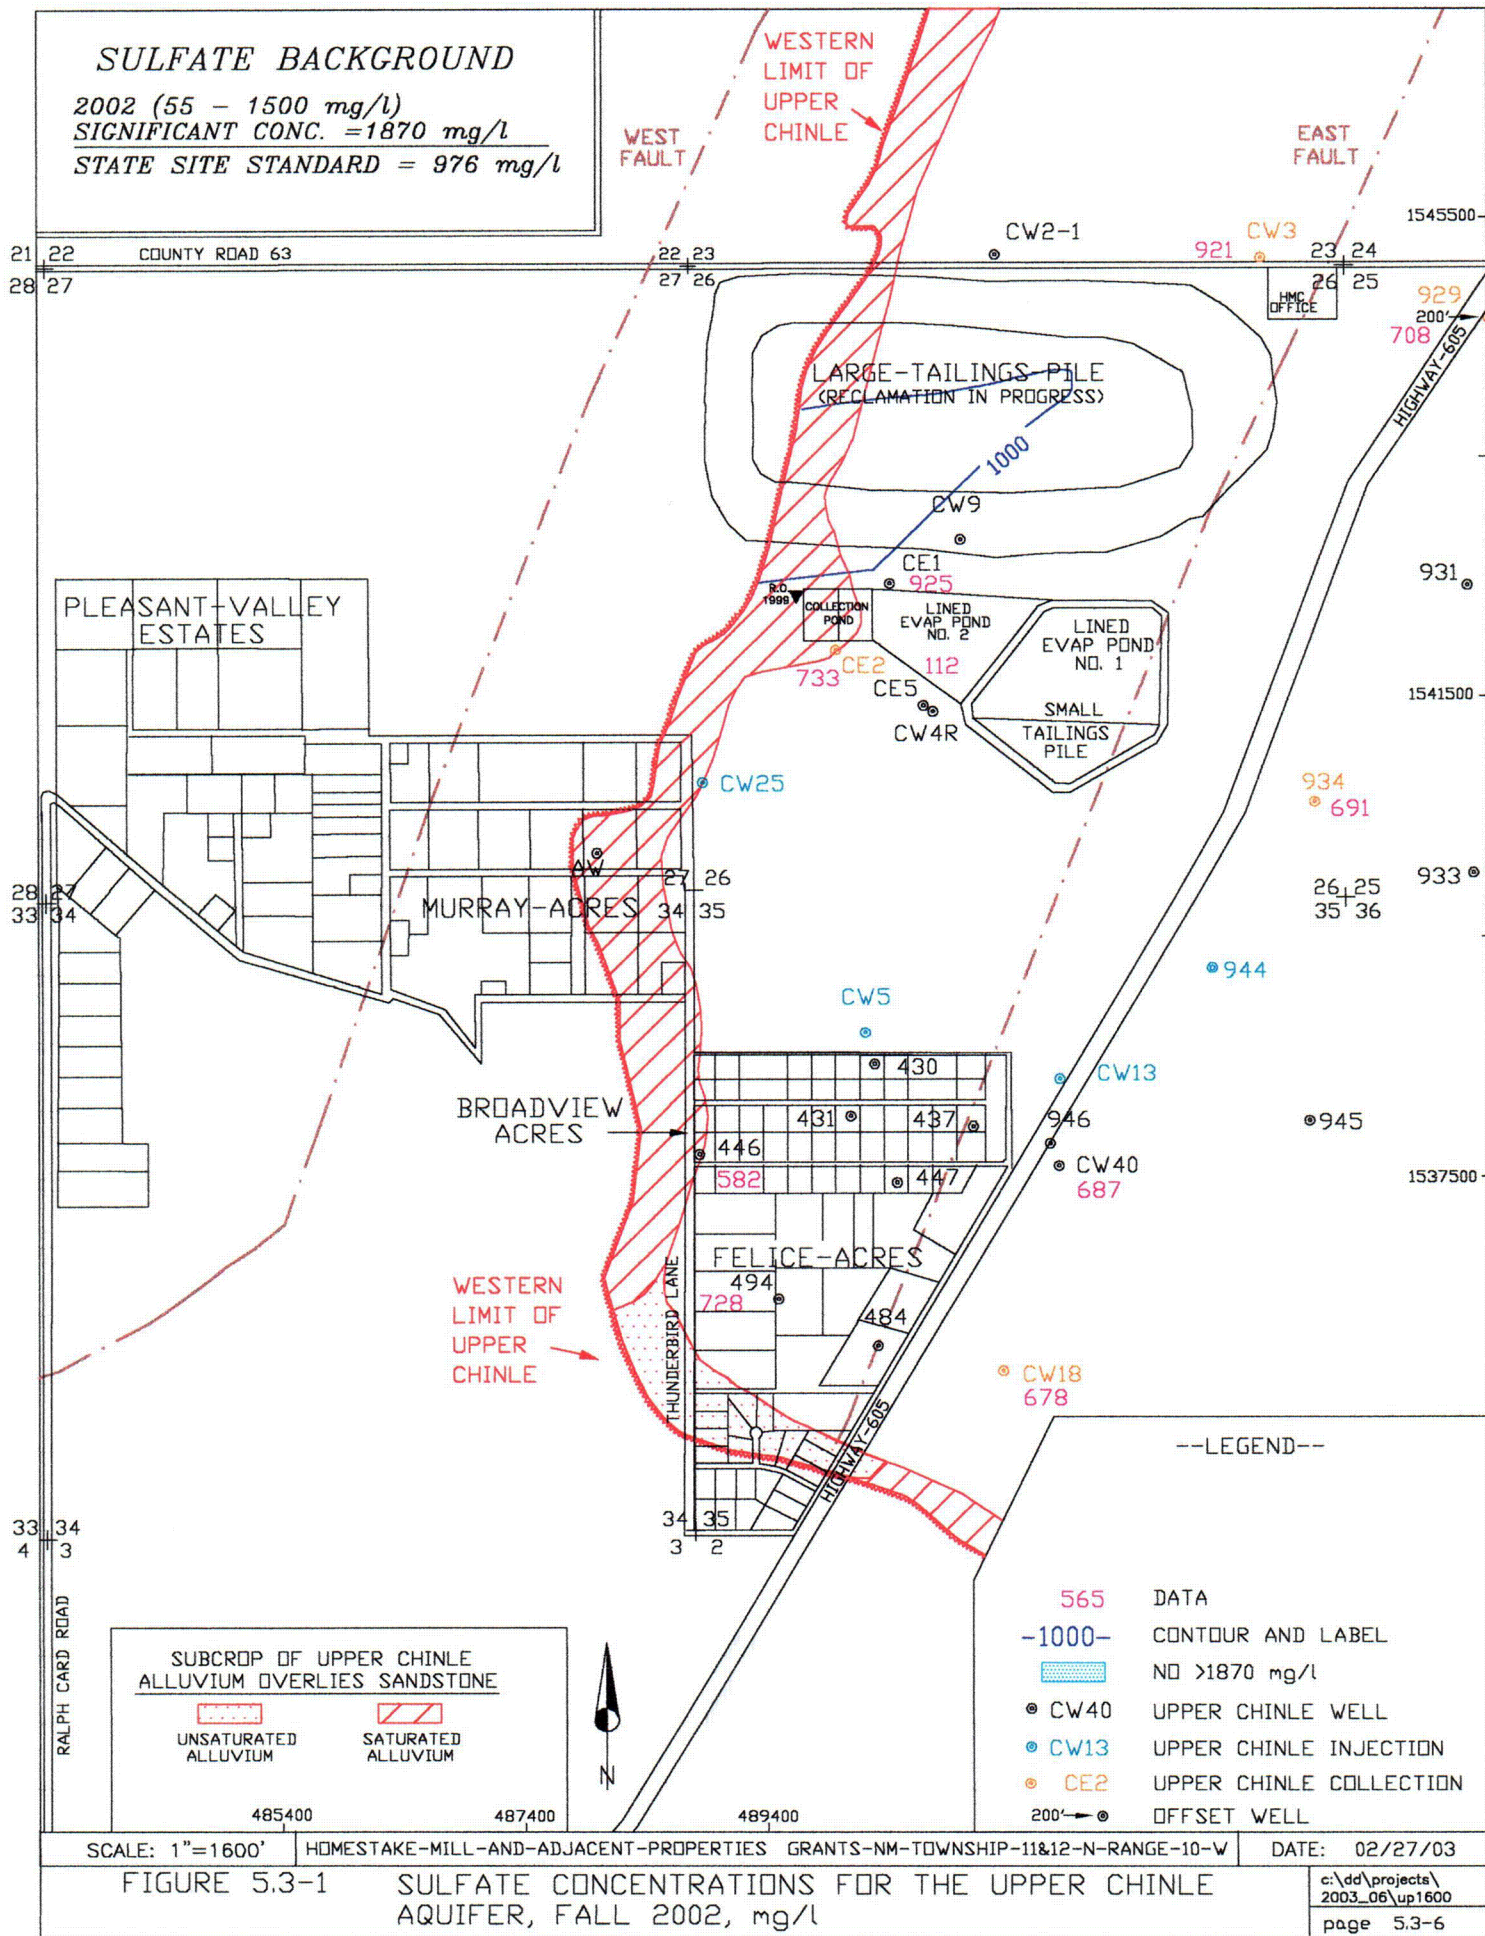 SULFATE BACKGROUND
2002 (55 - 1500 mg/l)
SIGNIFICANT CONC. =1870 mg/l
STATE SITE STANDARD = 976 mg/l
WESTERN
LIMIT OF
UPPER
CHINLE
WEST
FAULT
EAST
FAULT
1545500
CW2-1
921
CW3
21 22
COUNTY ROAD 63
22 23
23 24
28 27
27 26
26 25
HMC
OFFICE
929
200'
708
HIGHWAY-605
LARGE-TAILINGS-PILE
(RECLAMATION IN PROGRESS)
1000
CW9
CE1
925
931
R.O.
1999
COLLECTION
POND
LINED
EVAP POND
NO. 2
LINED
EVAP POND
NO. 1
PLEASANT-VALLEY
ESTATES
733
CE2
112
CE5
CW4R
SMALL
TAILINGS
PILE
1541500
CW25
934
691
AW
933
28 27
33 34
27 26
34 35
26 25
35 36
MURRAY-ACRES
944
CW5
430
CW13
BROADVIEW
ACRES
431
437
946
945
446
582
447
CW40
687
1537500
FELICE-ACRES
THUNDERBIRD LANE
494
728
484
WESTERN
LIMIT OF
UPPER
CHINLE
CW18
678
HIGHWAY-605
33 34
4 3
34 35
3 2
RALPH CARD ROAD
SUBCROP OF UPPER CHINLE
ALLUVIUM OVERLIES SANDSTONE
UNSATURATED
ALLUVIUM
SATURATED
ALLUVIUM
N
--LEGEND--
565 DATA
-1000- CONTOUR AND LABEL
NO >1870 mg/l
CW40 UPPER CHINLE WELL
CW13 UPPER CHINLE INJECTION
CE2 UPPER CHINLE COLLECTION
200' OFFSET WELL
485400
487400
489400
SCALE: 1"=1600'
HOMESTAKE-MILL-AND-ADJACENT-PROPERTIES GRANTS-NM-TOWNSHIP-11&12-N-RANGE-10-W
DATE: 02/27/03
FIGURE 5.3-1 SULFATE CONCENTRATIONS FOR THE UPPER CHINLE
AQUIFER, FALL 2002, mg/l
c:\dd\projects\
2003_06\up1600
page 5.3-6